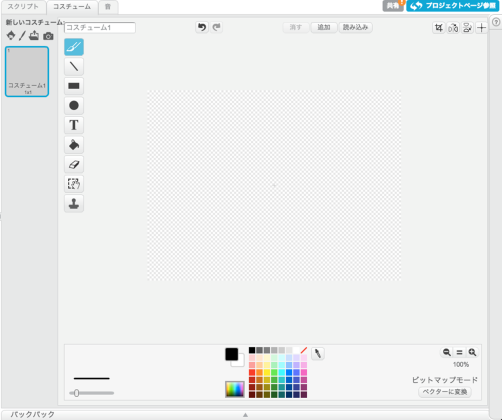 スクリプト コスチューム 音
共有 プロジェクトページ参照
新しいコスチューム:
コスチューム1
消す 追加 読み込み
?
1
コスチューム1
1x1
T
100%
ビットマップモード
ベクターに変換
バックパック